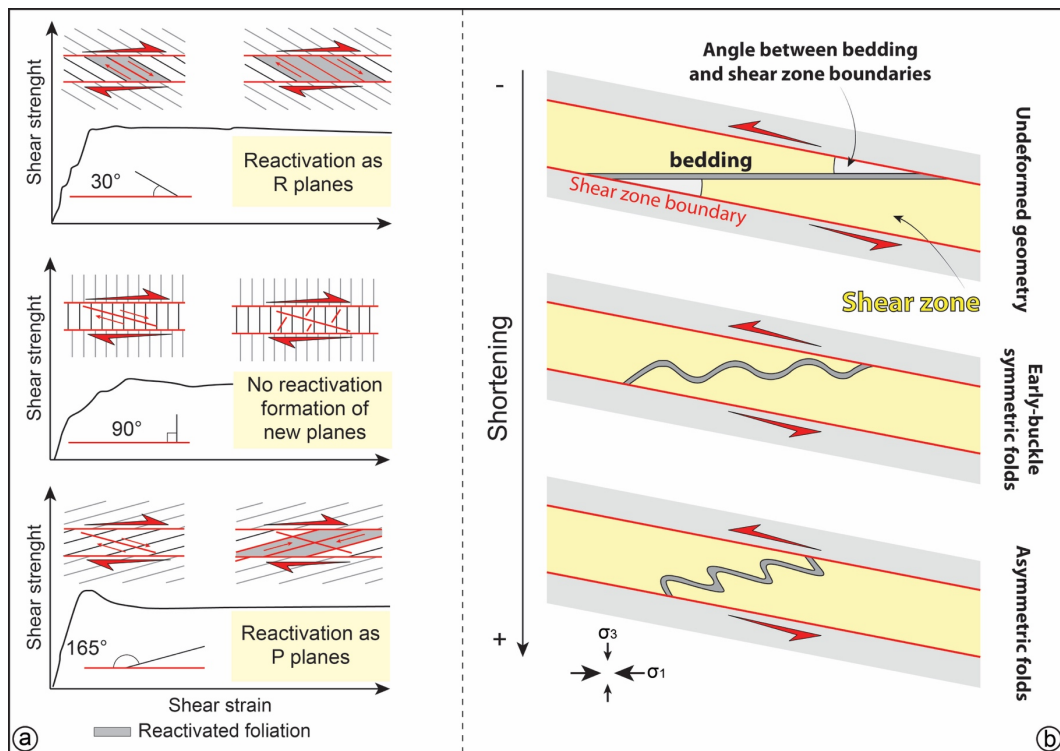 Shear strenght
30°
Reactivation as
R planes
Shear strenght
90°
No reactivation
formation of
new planes
Shear strenght
165°
Reactivation as
P planes
Shear strain
Reactivated foliation
a
-
Shortening
+
Angle between bedding
and shear zone boundaries
bedding
Shear zone boundary
Shear zone
Undeformed geometry
Early-buckle
symmetric folds
Asymmetric folds
σ3
σ1
b